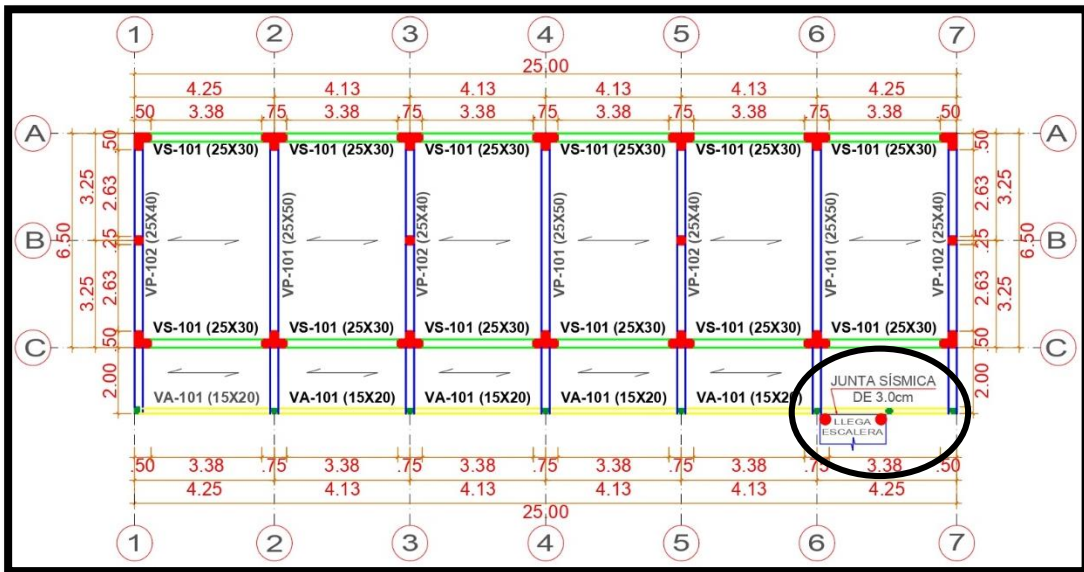 1 2 3 4 5 6 7
25.00
4.25 4.13 4.13 4.13 4.13 4.25
.50 3.38 .75 3.38 .75 3.38 .75 3.38 .75 3.38 .75 3.38 .50
A A
VS-101 (25X30) VS-101 (25X30) VS-101 (25X30) VS-101 (25X30) VS-101 (25X30) VS-101 (25X30)
.50 .50
3.25 2.63 2.63 3.25
VP-102 (25X40) VP-101 (25X50) VP-102 (25X40) VP-101 (25X50) VP-102 (25X40) VP-101 (25X50) VP-102 (25X40)
B 6.50 .25 .25 6.50 B
3.25 2.63 2.63 3.25
VS-101 (25X30) VS-101 (25X30) VS-101 (25X30) VS-101 (25X30) VS-101 (25X30) VS-101 (25X30)
.50 .50
C C
2.00 2.00
JUNTA SÍSMICA
DE 3.0cm
VA-101 (15X20) VA-101 (15X20) VA-101 (15X20) VA-101 (15X20) VA-101 (15X20)
LLEGA
ESCALERA
.50 3.38 .75 3.38 .75 3.38 .75 3.38 .75 3.38 .75 3.38 .50
4.25 4.13 4.13 4.13 4.13 4.25
25.00
1 2 3 4 5 6 7